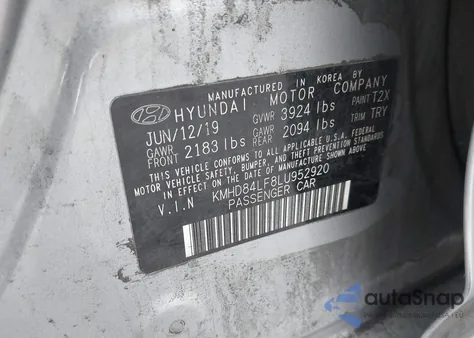 MANUFACTURED IN KOREA BY
HYUNDAI MOTOR COMPANY
JUN/12/19 GVWR 3924 lbs PAINT T2X
GAWR FRONT 2183 lbs GAWR REAR 2094 lbs TRIM TRY
THIS VEHICLE CONFORMS TO ALL APPLICABLE U.S.A. FEDERAL
MOTOR VEHICLE SAFETY, BUMPER, AND THEFT PREVENTION STANDARDS
IN EFFECT ON THE DATE OF MANUFACTURE SHOWN ABOVE.
V.I.N KMHD84LF8LU952920
PASSENGER CAR
autoSnap